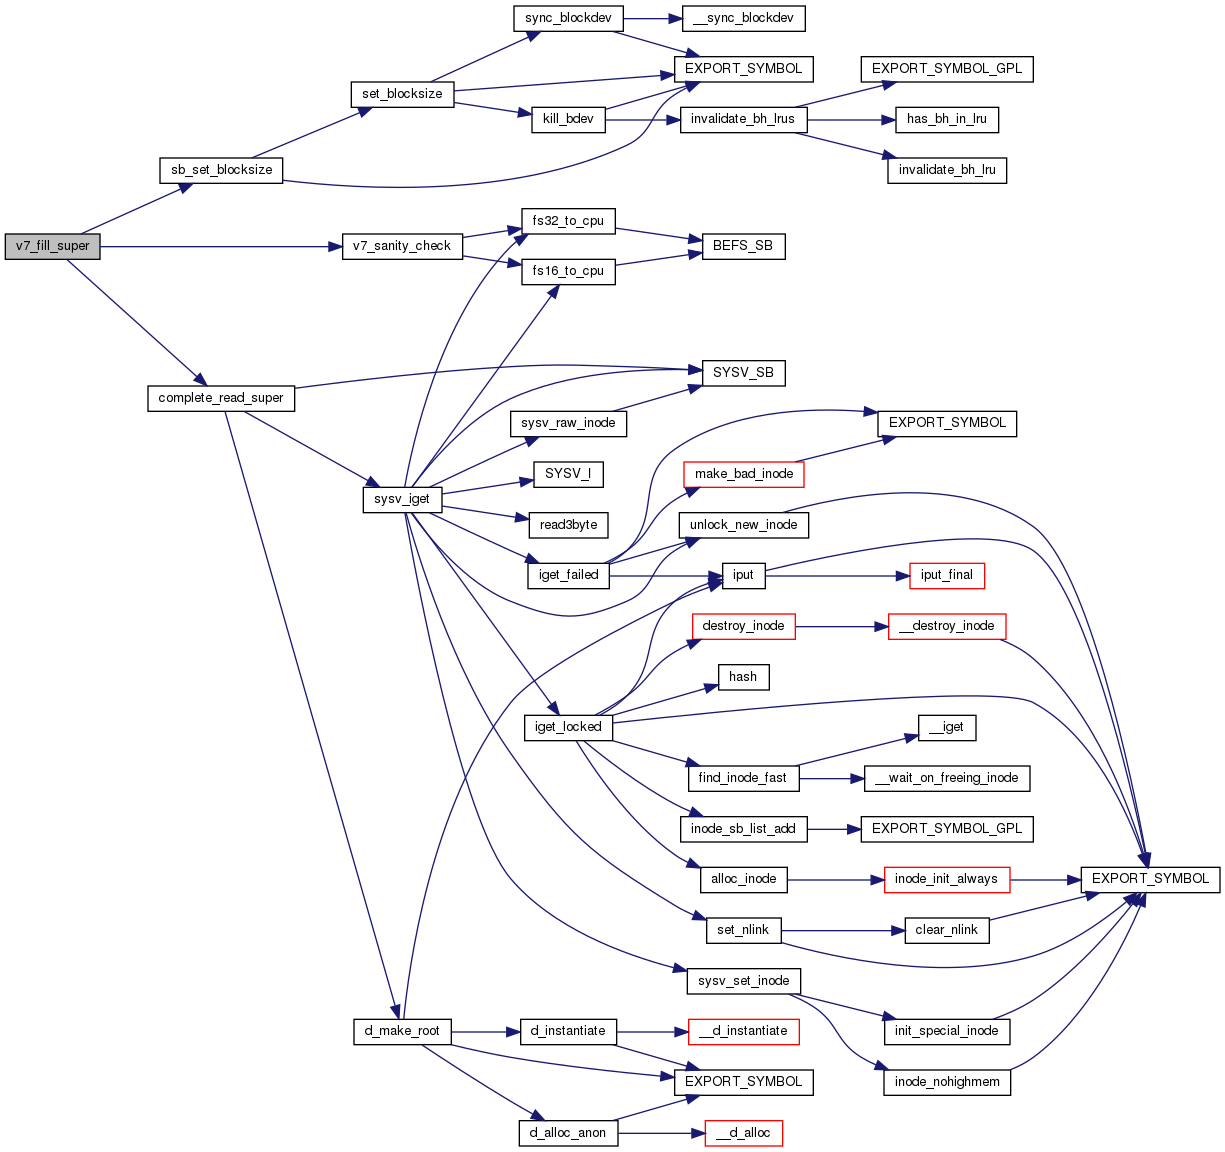 sync_blockdev
__sync_blockdev
EXPORT_SYMBOL
EXPORT_SYMBOL_GPL
set_blocksize
kill_bdev
invalidate_bh_lrus
has_bh_in_lru
sb_set_blocksize
invalidate_bh_lru
fs32_to_cpu
v7_fill_super
v7_sanity_check
BEFS_SB
fs16_to_cpu
SYSV_SB
complete_read_super
sysv_raw_inode
EXPORT_SYMBOL
SYSV_I
make_bad_inode
sysv_iget
read3byte
unlock_new_inode
iget_failed
iput
iput_final
destroy_inode
__destroy_inode
hash
iget_locked
__iget
find_inode_fast
__wait_on_freeing_inode
inode_sb_list_add
EXPORT_SYMBOL_GPL
alloc_inode
inode_init_always
EXPORT_SYMBOL
set_nlink
clear_nlink
sysv_set_inode
d_make_root
d_instantiate
__d_instantiate
init_special_inode
EXPORT_SYMBOL
inode_nohighmem
d_alloc_anon
__d_alloc